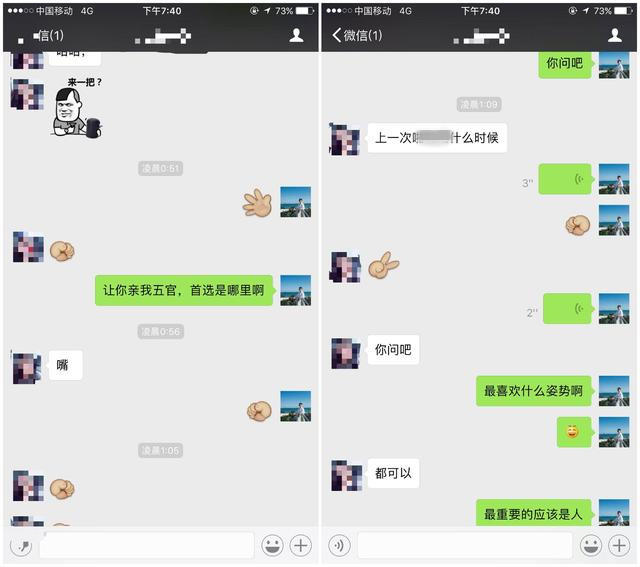 中国移动 4G
下午7:40
73%
信(1)
来一把？
凌晨0:51
让你亲我五官，首选是哪里啊
凌晨0:56
嘴
凌晨1:05
中国移动 4G
下午7:40
73%
微信(1)
你问吧
凌晨1:09
上一次
什么时候
3''
2''
你问吧
最喜欢什么姿势啊
都可以
最重要的应该是人